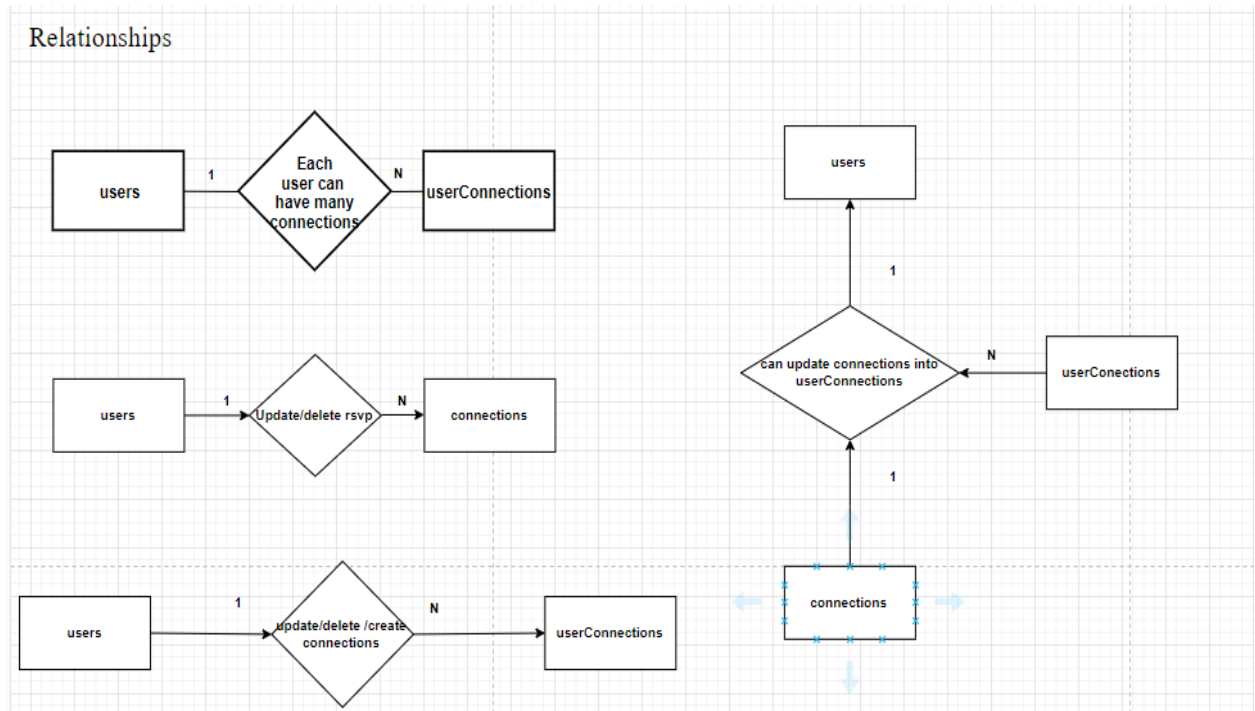 Relationships
users
1
Each
user can
have many
connections
N
userConnections
users
1
Update/delete rsvp
N
connections
users
1
update/delete /create
connections
N
userConnections
users
1
can update connections into
userConnections
N
userConections
1
connections